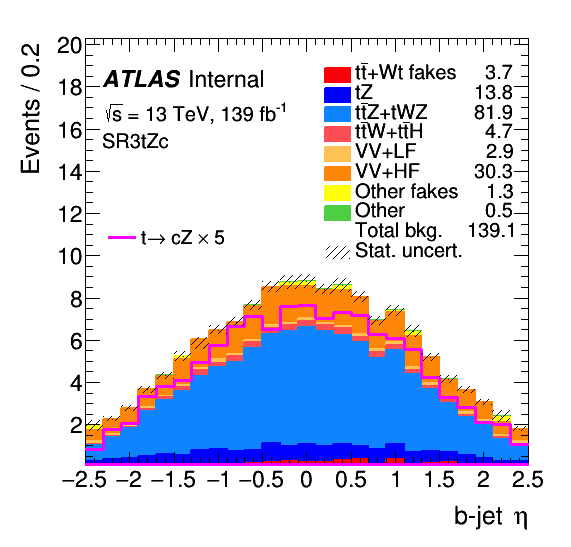 Events / 0.2
20
18
16
14
12
10
8
6
4
2
ATLAS Internal
√s = 13 TeV, 139 fb⁻¹
SR3tZc
t→ cZ × 5
tt̄+Wt fakes 3.7
tZ 13.8
tt̄Z+tWZ 81.9
tt̄W+tt̄H 4.7
VV+LF 2.9
VV+HF 30.3
Other fakes 1.3
Other 0.5
Total bkg. 139.1
Stat. uncert.
−2.5 −2 −1.5 −1 −0.5 0 0.5 1 1.5 2 2.5
b-jet η